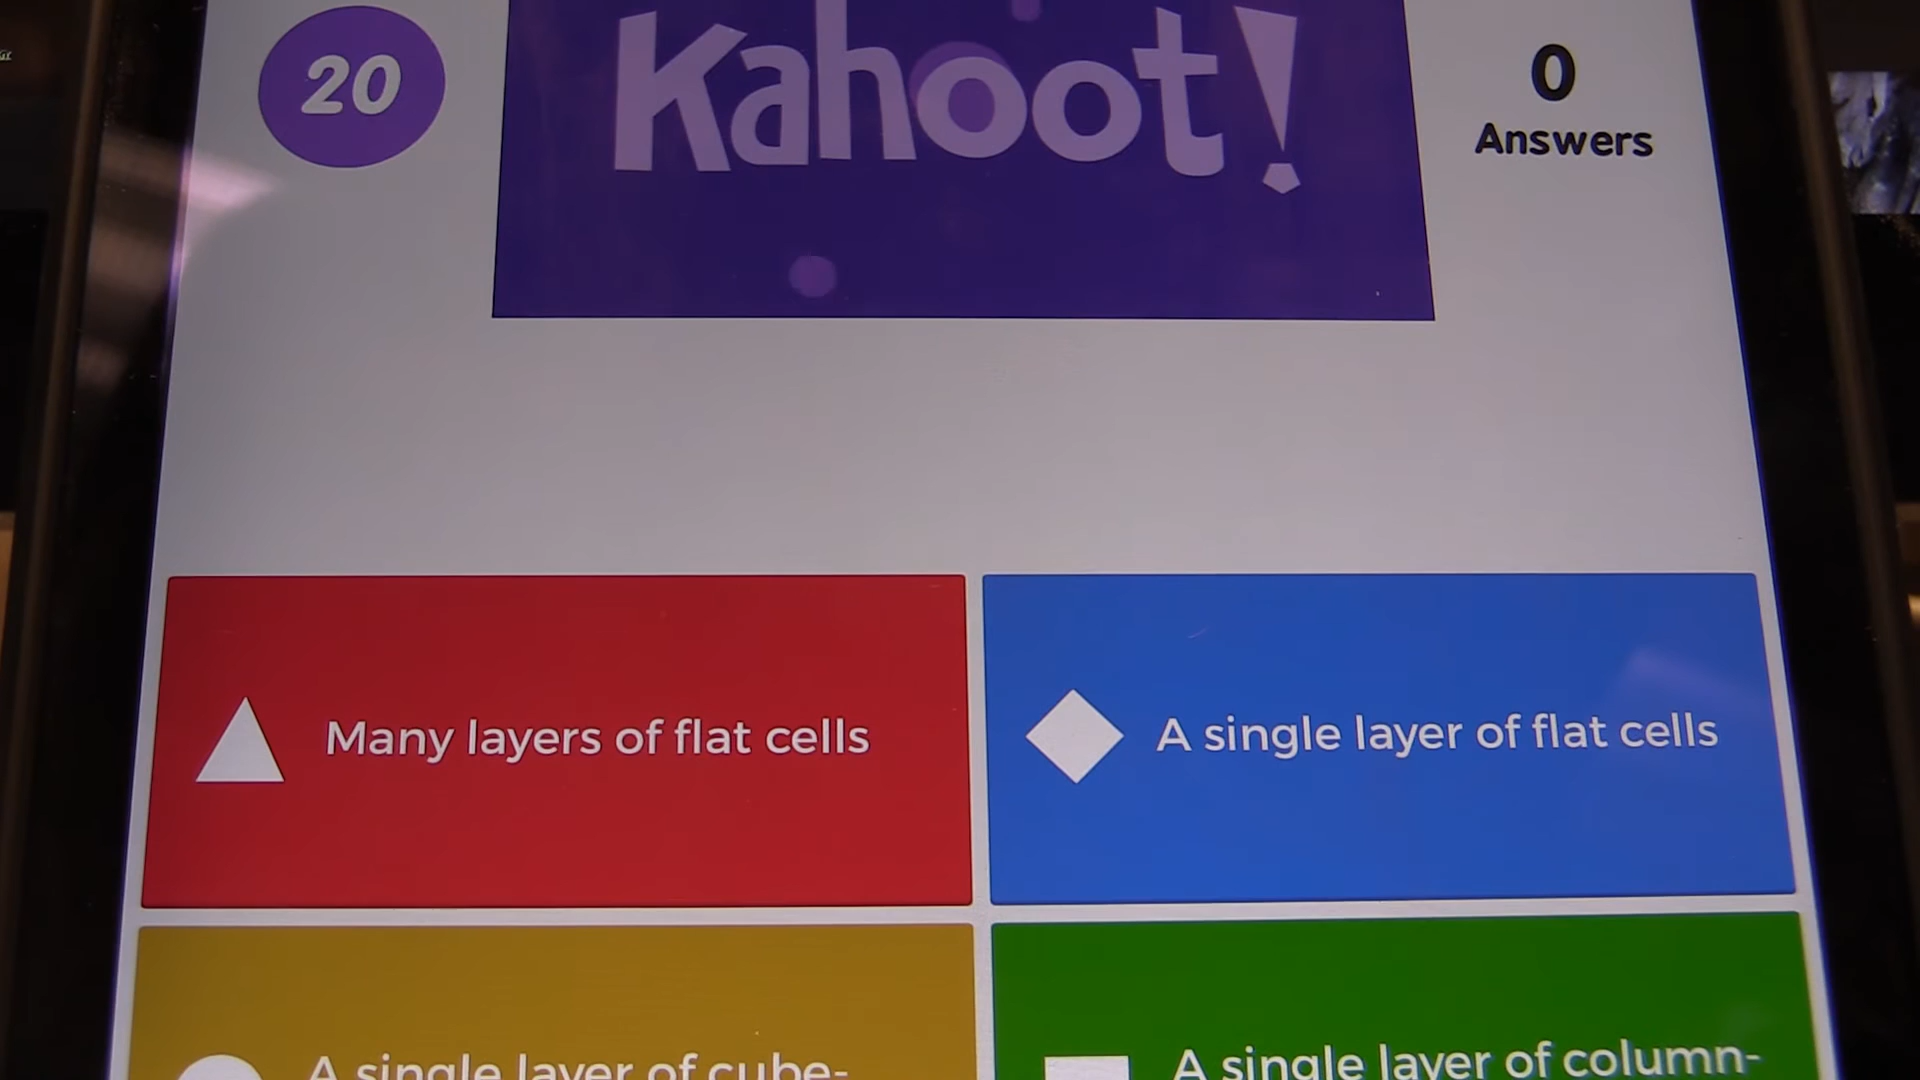 20
Kahoot!
0
Answers
Many layers of flat cells
A single layer of flat cells
A single layer of cube-
A single layer of column-